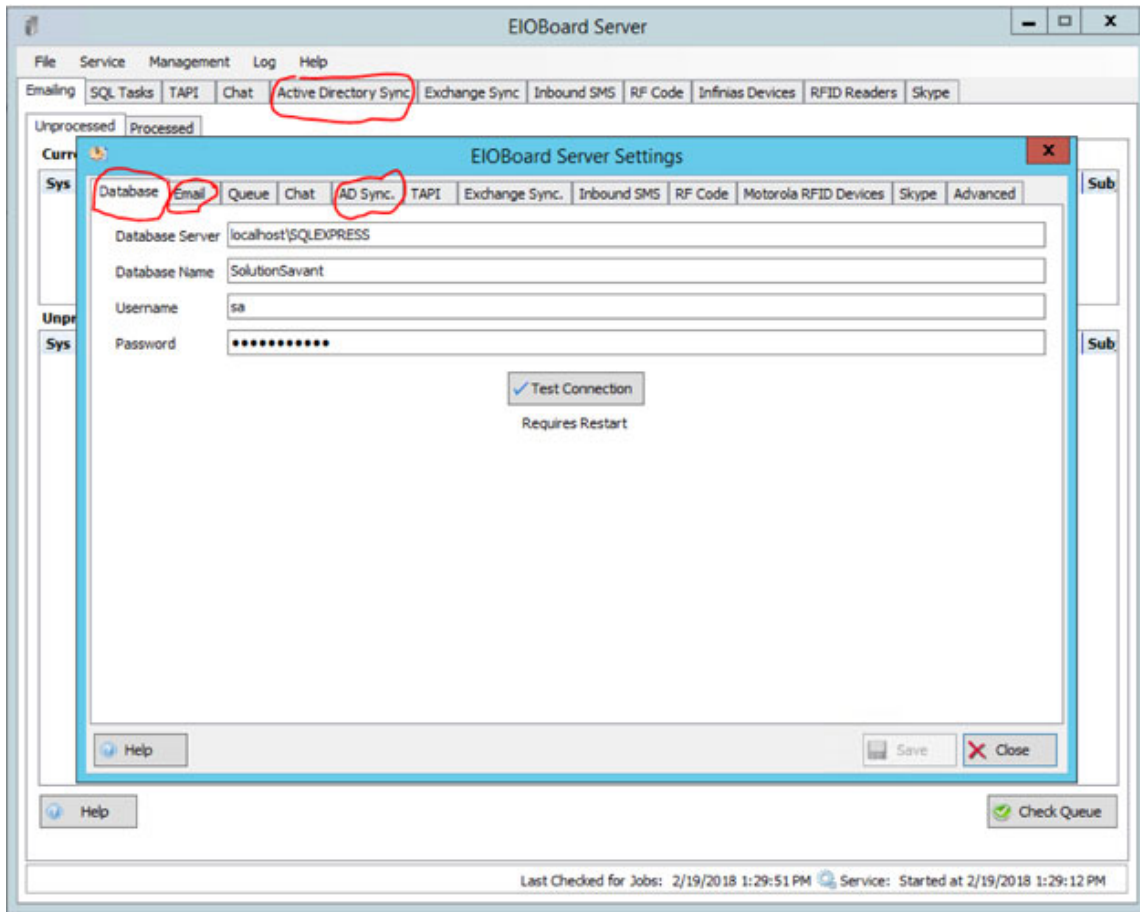 EIOBoard Server
File Service Management Log Help
Emailing SQL Tasks TAPI Chat Active Directory Sync Exchange Sync Inbound SMS RF Code Infinias Devices RFID Readers Skype
Unprocessed Processed
Curre
EIOBoard Server Settings
Sys
Sub
Database Email Queue Chat AD Sync. TAPI Exchange Sync. Inbound SMS RF Code Motorola RFID Devices Skype Advanced
Database Server localhost\SQLEXPRESS
Database Name SolutionSavant
Username sa
Unpr
Sys
Password •••••••••••
Sub
Test Connection
Requires Restart
Help Save Close
Help Check Queue
Last Checked for Jobs: 2/19/2018 1:29:51 PM Service: Started at 2/19/2018 1:29:12 PM